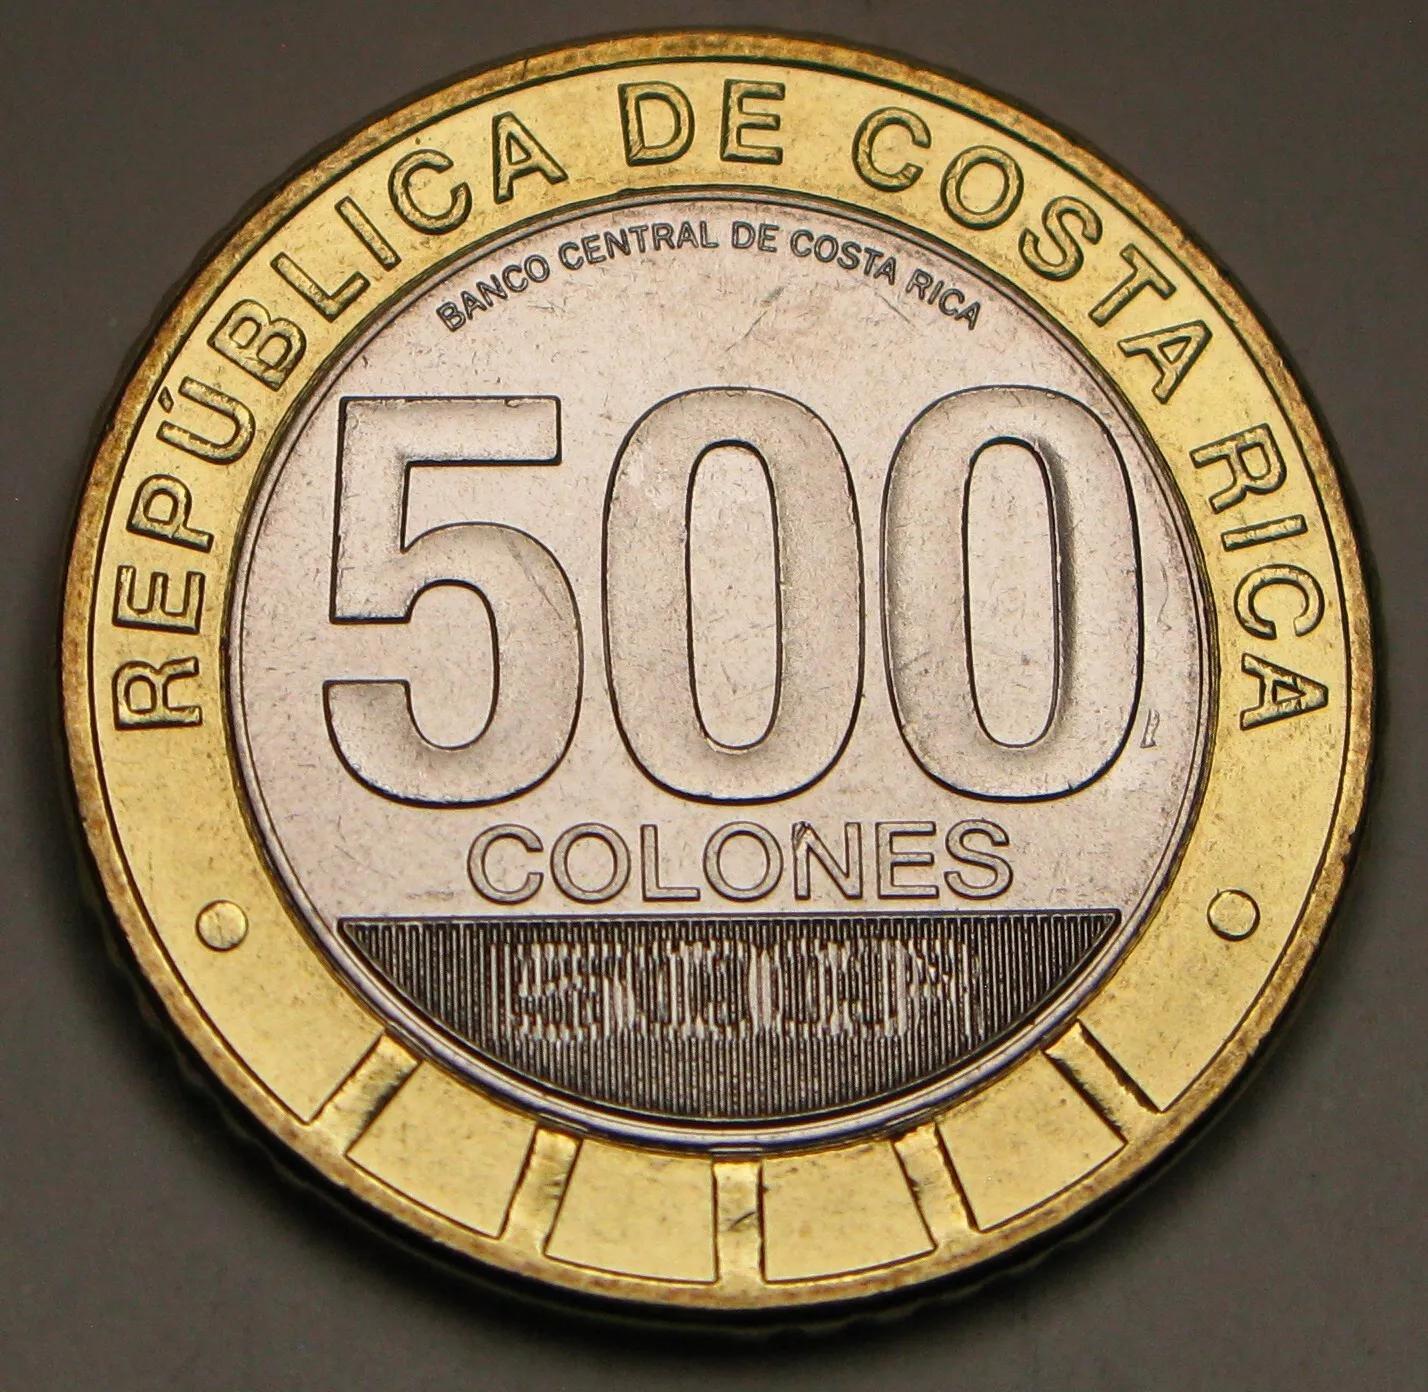 REPÚBLICA DE COSTA RICA
BANCO CENTRAL DE COSTA RICA
500
COLONES